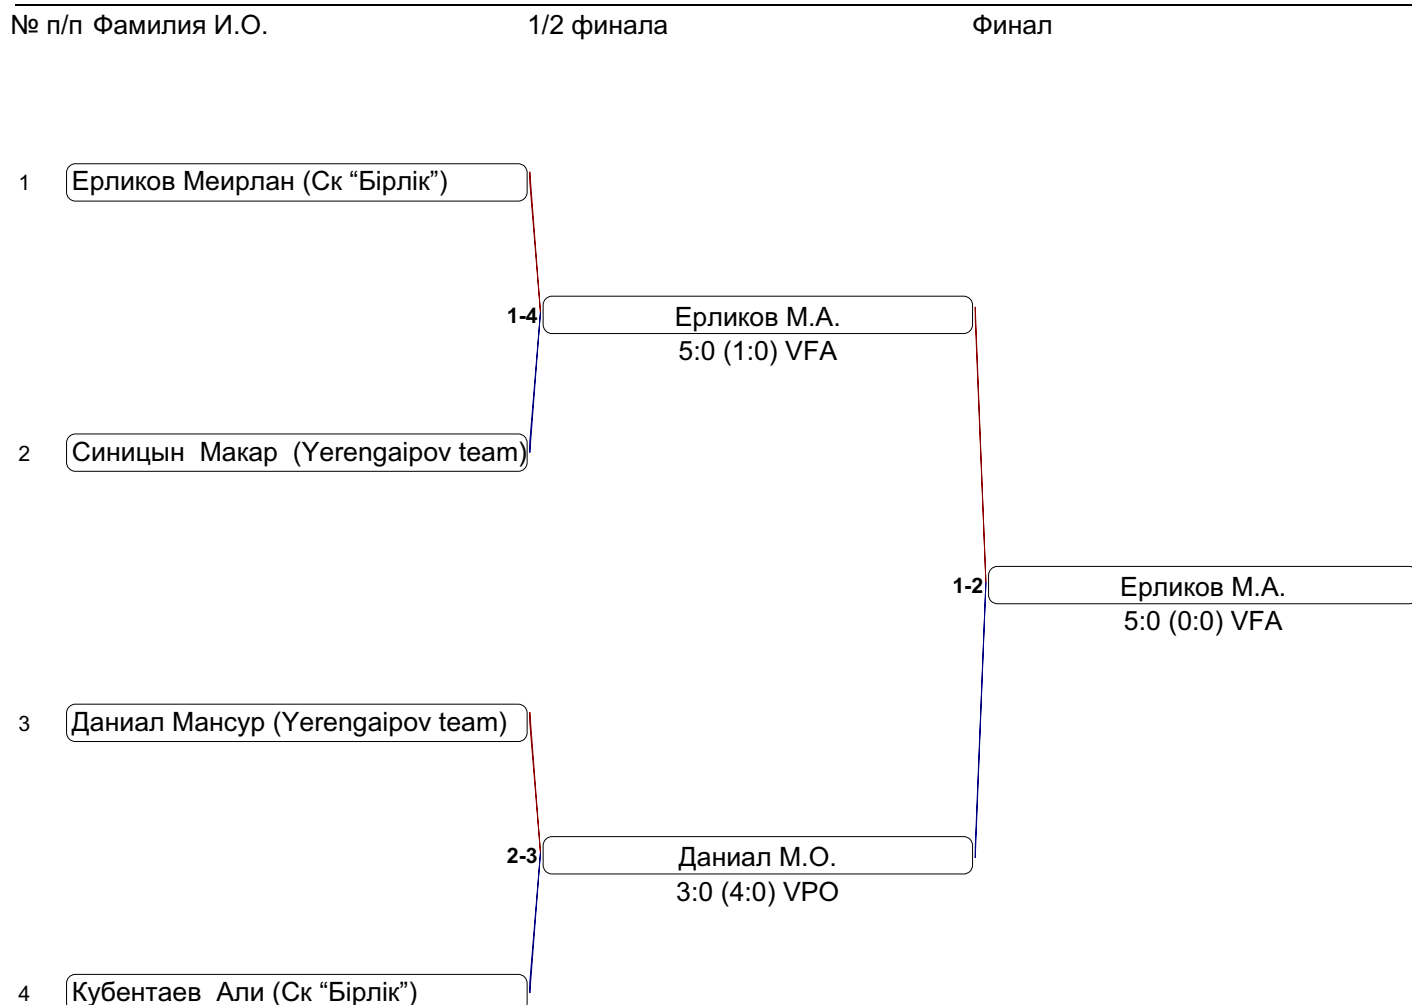 № п/п Фамилия И.О. 1/2 финала Финал
1 Ерликов Меирлан (Ск “Бірлік”)
1-4 Ерликов М.А.
5:0 (1:0) VFA
2 Синицын Макар (Yerengaipov team)
1-2 Ерликов М.А.
5:0 (0:0) VFA
3 Даниал Мансур (Yerengaipov team)
2-3 Даниал М.О.
3:0 (4:0) VPO
4 Кубентаев Али (Ск “Бірлік”)